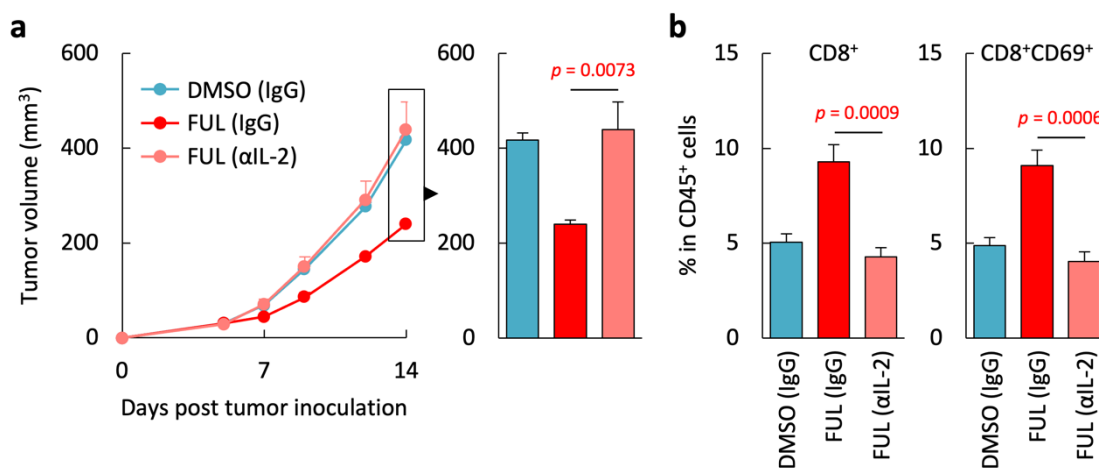 a
600
400
200
0
Tumor volume (mm³)
DMSO (IgG)
FUL (IgG)
FUL (αIL-2)
0
7
14
Days post tumor inoculation
600
400
200
0
p = 0.0073
b
15
10
5
0
% in CD45⁺ cells
CD8⁺
p = 0.0009
DMSO (IgG)
FUL (IgG)
FUL (αIL-2)
15
10
5
0
CD8⁺CD69⁺
p = 0.0006
DMSO (IgG)
FUL (IgG)
FUL (αIL-2)